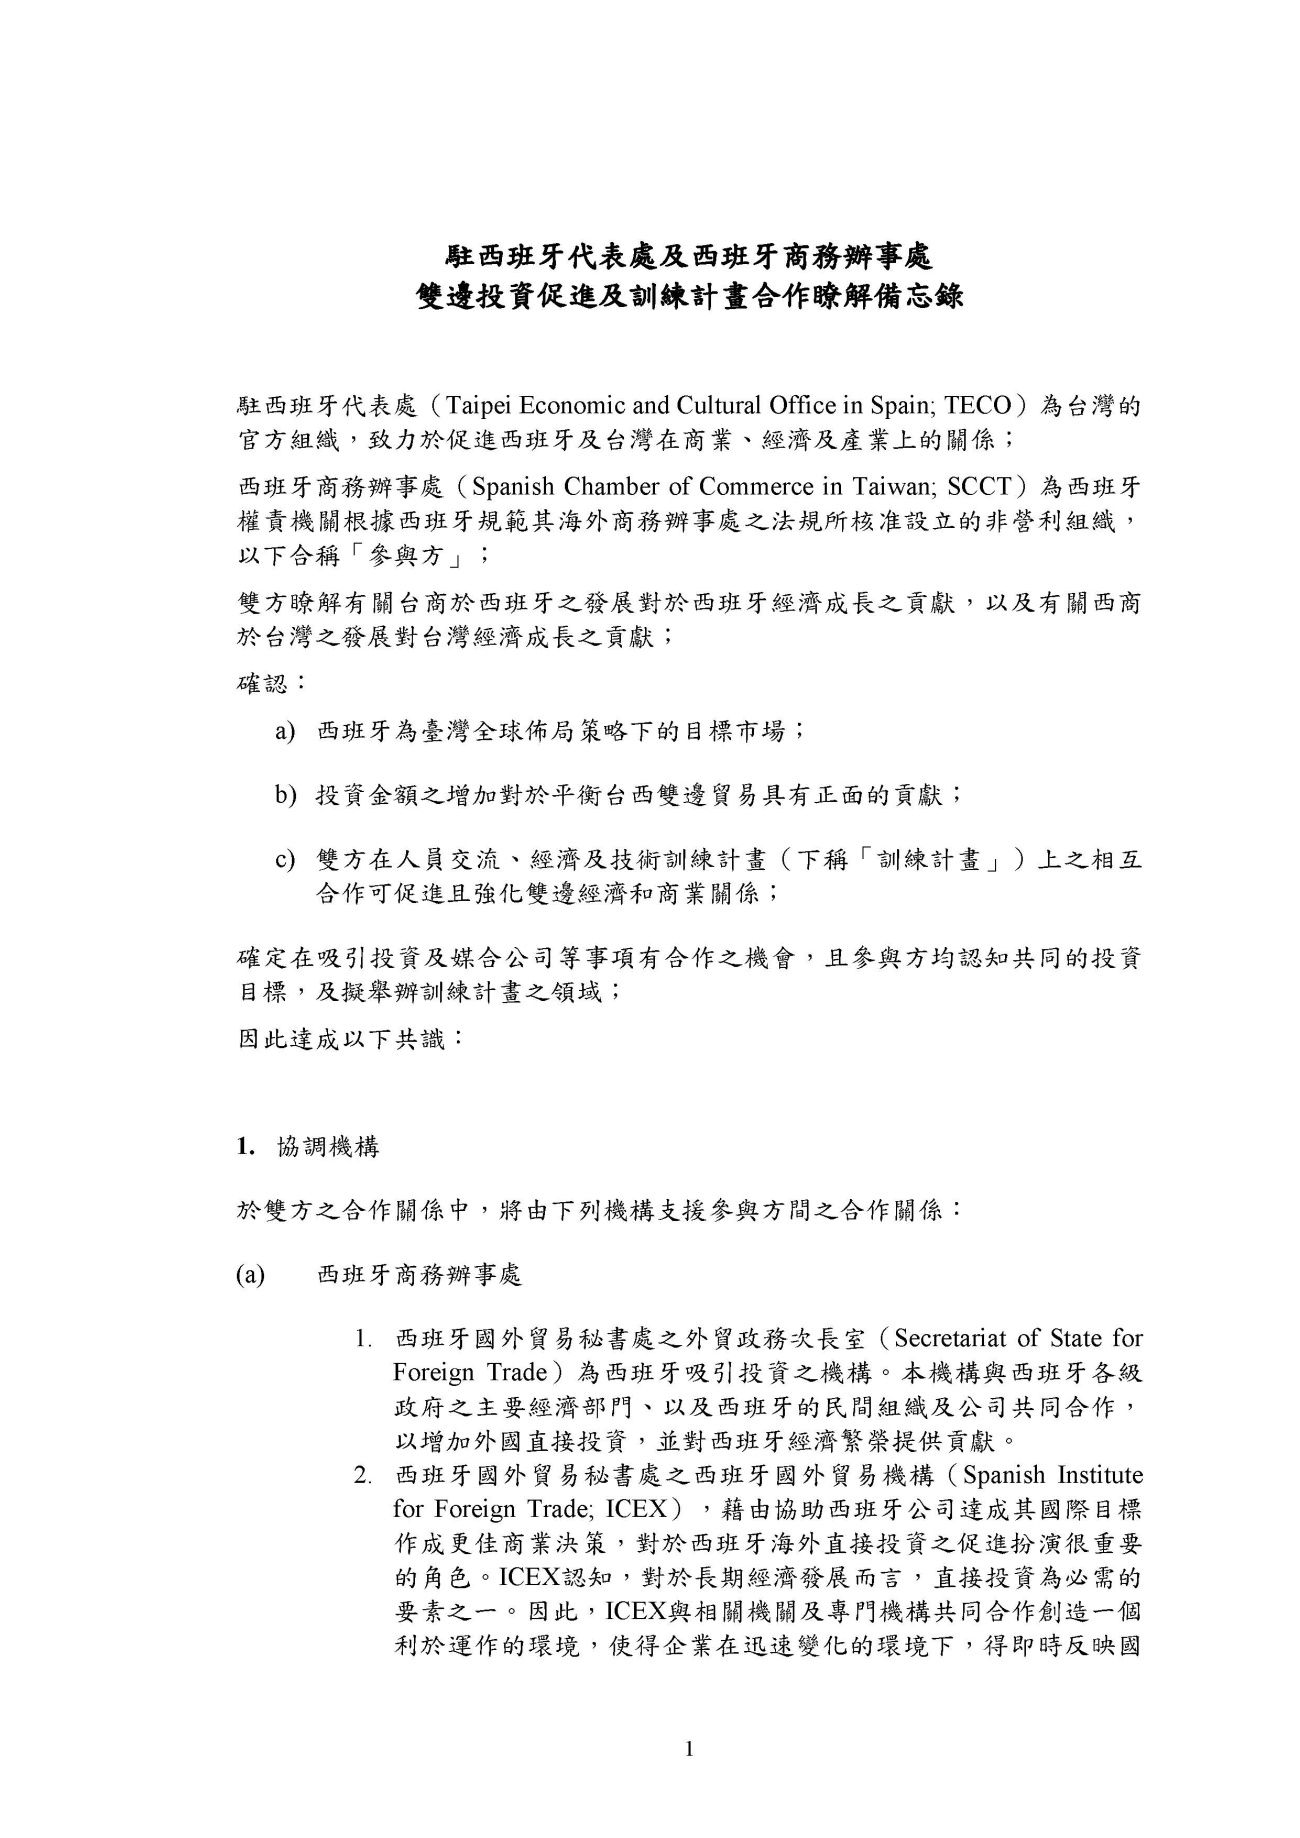 駐西班牙代表處及西班牙商務辦事處
雙邊投資促進及訓練計畫合作瞭解備忘錄
駐西班牙代表處（Taipei Economic and Cultural Office in Spain; TECO）為台灣的
官方組織，致力於促進西班牙及台灣在商業、經濟及產業上的關係；
西班牙商務辦事處（Spanish Chamber of Commerce in Taiwan; SCCT）為西班牙
權責機關根據西班牙規範其海外商務辦事處之法規所核准設立的非營利組織，
以下合稱「參與方」；
雙方瞭解有關台商於西班牙之發展對於西班牙經濟成長之貢獻，以及有關西商
於台灣之發展對台灣經濟成長之貢獻；
確認：
a) 西班牙為臺灣全球佈局策略下的目標市場；
b) 投資金額之增加對於平衡台西雙邊貿易具有正面的貢獻；
c) 雙方在人員交流、經濟及技術訓練計畫（下稱「訓練計畫」）上之相互
合作可促進且強化雙邊經濟和商業關係；
確定在吸引投資及媒合公司等事項有合作之機會，且參與方均認知共同的投資
目標，及擬舉辦訓練計畫之領域；
因此達成以下共識：
1. 協調機構
於雙方之合作關係中，將由下列機構支援參與方間之合作關係：
(a) 西班牙商務辦事處
1. 西班牙國外貿易秘書處之外貿政務次長室（Secretariat of State for
Foreign Trade）為西班牙吸引投資之機構。本機構與西班牙各級
政府之主要經濟部門、以及西班牙的民間組織及公司共同合作，
以增加外國直接投資，並對西班牙經濟繁榮提供貢獻。
2. 西班牙國外貿易秘書處之西班牙國外貿易機構（Spanish Institute
for Foreign Trade; ICEX），藉由協助西班牙公司達成其國際目標
作成更佳商業決策，對於西班牙海外直接投資之促進扮演很重要
的角色。ICEX認知，對於長期經濟發展而言，直接投資為必需的
要素之一。因此，ICEX與相關機關及專門機構共同合作創造一個
利於運作的環境，使得企業在迅速變化的環境下，得即時反映國
1